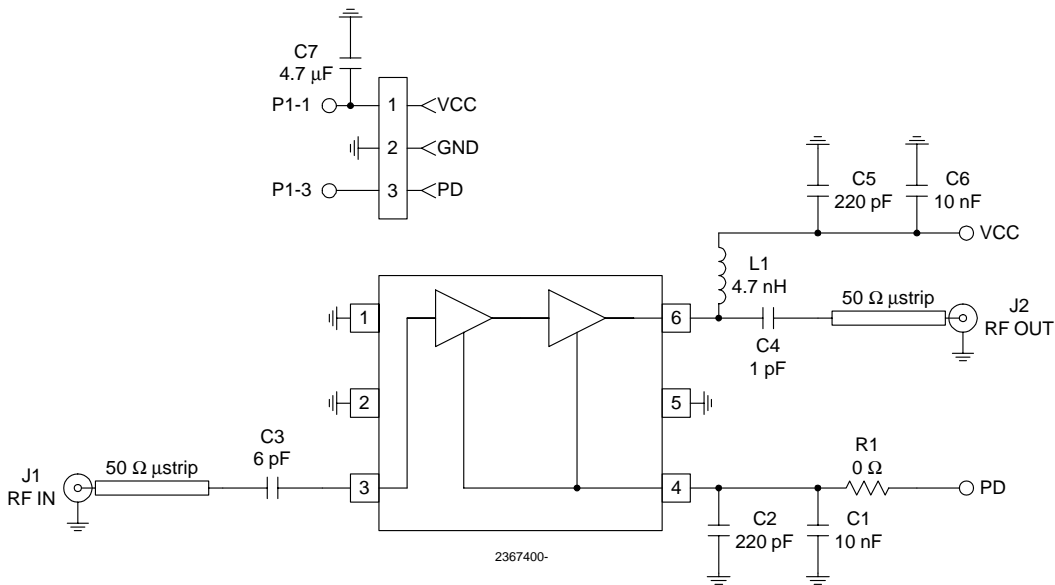 C7
4.7 µF
P1-1
1
VCC
2
GND
P1-3
3
PD
C5
220 pF
C6
10 nF
VCC
L1
4.7 nH
50 Ω µstrip
J2
RF OUT
C4
1 pF
1
6
2
5
3
4
J1
RF IN
50 Ω µstrip
C3
6 pF
R1
0 Ω
PD
C2
220 pF
C1
10 nF
2367400-